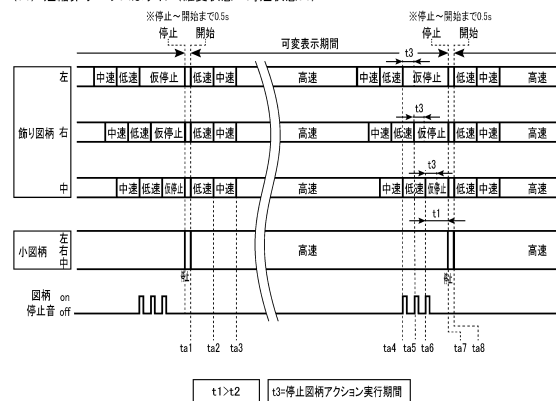 ※停止～開始まで0.5s ※停止～開始まで0.5s
停止 開始 可変表示期間 停止 開始
t3
左 中速 低速 仮停止 低速 中速 高速 中速 低速 仮停止 低速 中速 高速
t3
飾り図柄 右 中速 低速 仮停止 低速 中速 高速 中速 低速 仮停止 低速 中速 高速
t3
中 中速 低速 仮停止 低速 中速 高速 中速 低速 仮停止 低速 中速 高速
t1
小図柄 左 右 中 高速 高速
停止 停止
図柄 on
停止音 off
ta1 ta2 ta3 ta4 ta5 ta6 ta7 ta8
t1>t2 t3=停止図柄アクション実行期間